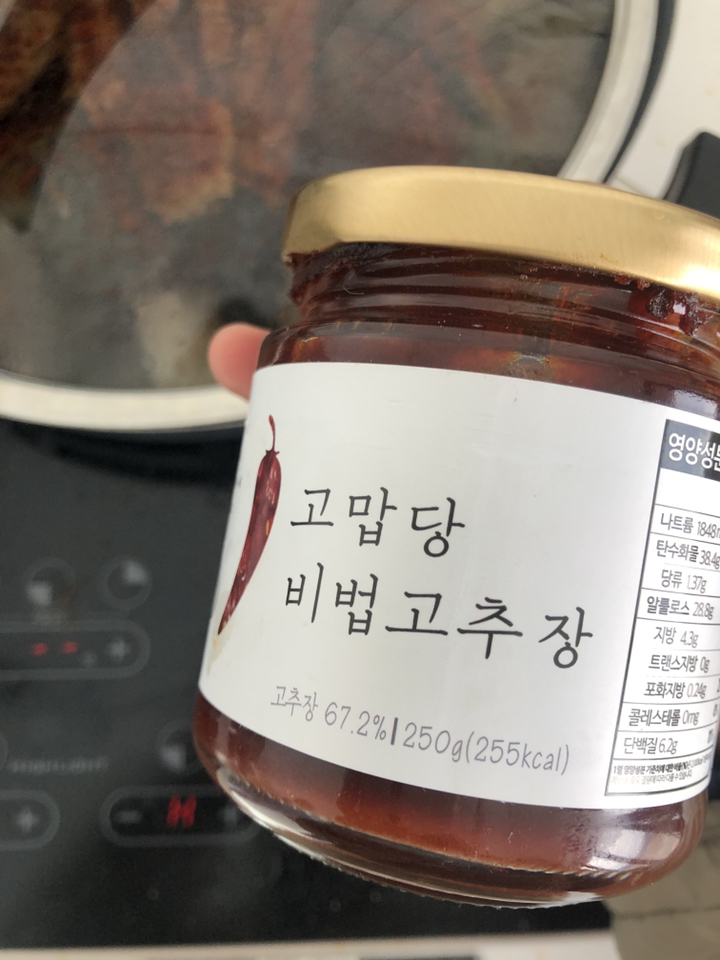 고맙당
비법고추장
고추장 67.2% | 250g(255kcal)
영양성분
나트륨 1848
탄수화물 38.4g
당류 1.37g
알룰로스 28.8g
지방 4.3g
트랜스지방 0g
포화지방 0.24g
콜레스테롤 0mg
단백질 6.2g